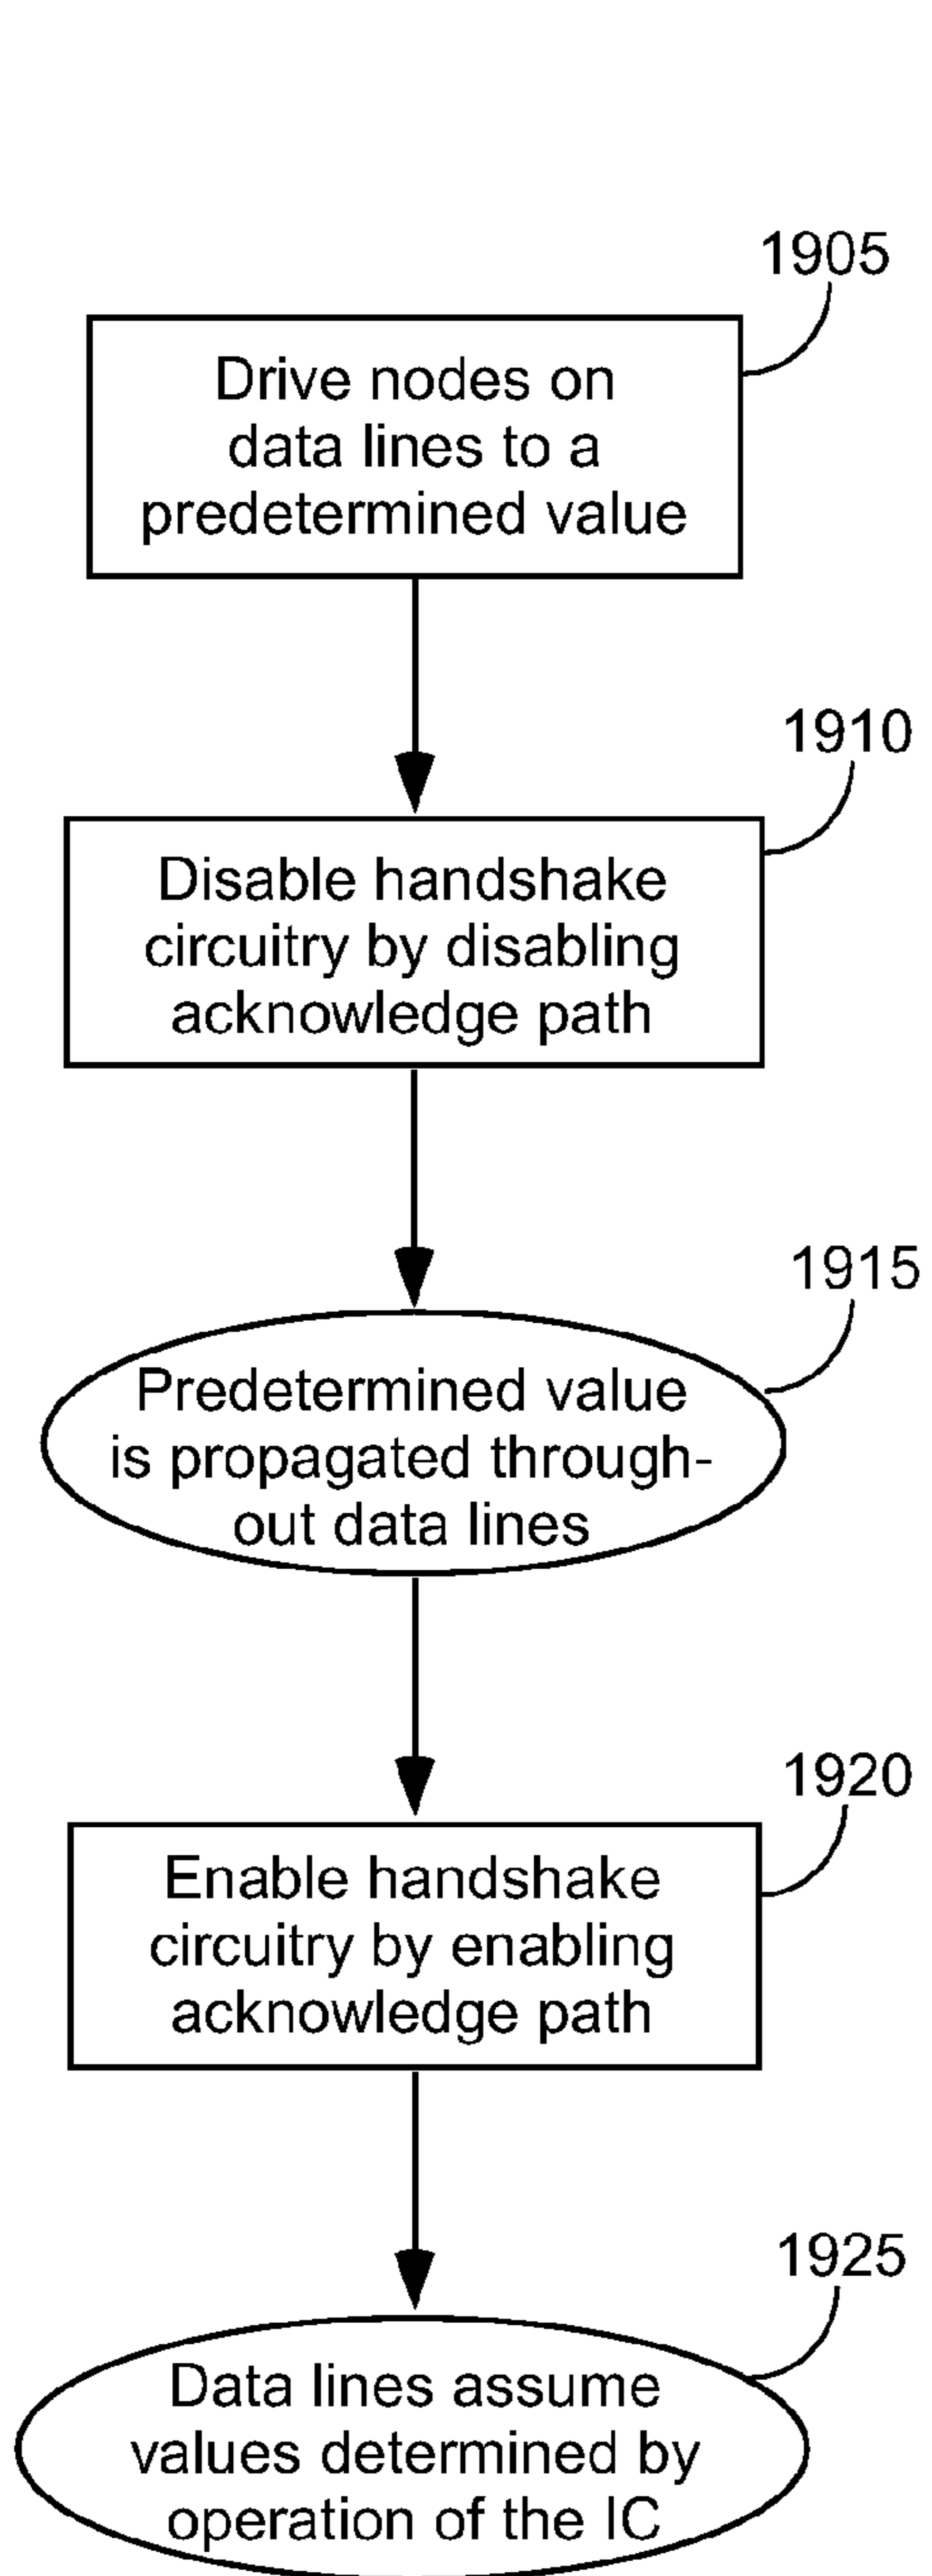 1905
Drive nodes on
data lines to a
predetermined value
1910
Disable handshake
circuitry by disabling
acknowledge path
1915
Predetermined value
is propagated through-
out data lines
1920
Enable handshake
circuitry by enabling
acknowledge path
1925
Data lines assume
values determined by
operation of the IC